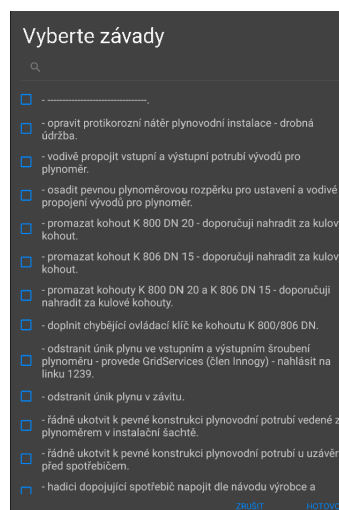 Vyberte závady
- ---------------------------------.
- opravit protikorozní nátěr plynovodní instalace - drobná
údržba.
- vodivě propojit vstupní a výstupní potrubí vývodů pro
plynoměr.
- osadit pevnou plynoměrovou rozpěrku pro ustavení a vodivé
propojení vývodů pro plynoměr.
- promazat kohout K 800 DN 20 - doporučuji nahradit za kulov
kohout.
- promazat kohout K 806 DN 15 - doporučuji nahradit za kulov
kohout.
- promazat kohouty K 800 DN 20 a K 806 DN 15 - doporučuji
nahradit za kulové kohouty.
- doplnit chybějící ovládací klíč ke kohoutu K 800/806 DN.
- odstranit únik plynu ve vstupním a výstupním šroubení
plynoměru - provede GridServices (člen Innogy) - nahlásit na
linku 1239.
- odstranit únik plynu v závitu.
- řádně ukotvit k pevné konstrukci plynovodní potrubí vedené z
plynoměrem v instalační šachtě.
- řádně ukotvit k pevné konstrukci plynovodní potrubí u uzávěr
před spotřebičem.
- hadici dopojující spotřebič napojit dle návodu výrobce a
ZRUŠIT HOTOVO